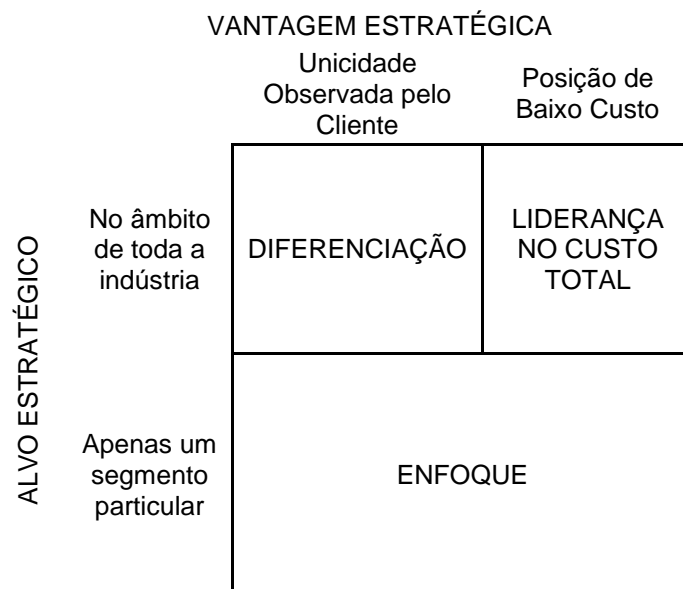 VANTAGEM ESTRATÉGICA
Unicidade
Observada pelo
Cliente
Posição de
Baixo Custo
ALVO ESTRATÉGICO
No âmbito
de toda a
indústria
DIFERENCIAÇÃO
LIDERANÇA
NO CUSTO
TOTAL
Apenas um
segmento
particular
ENFOQUE